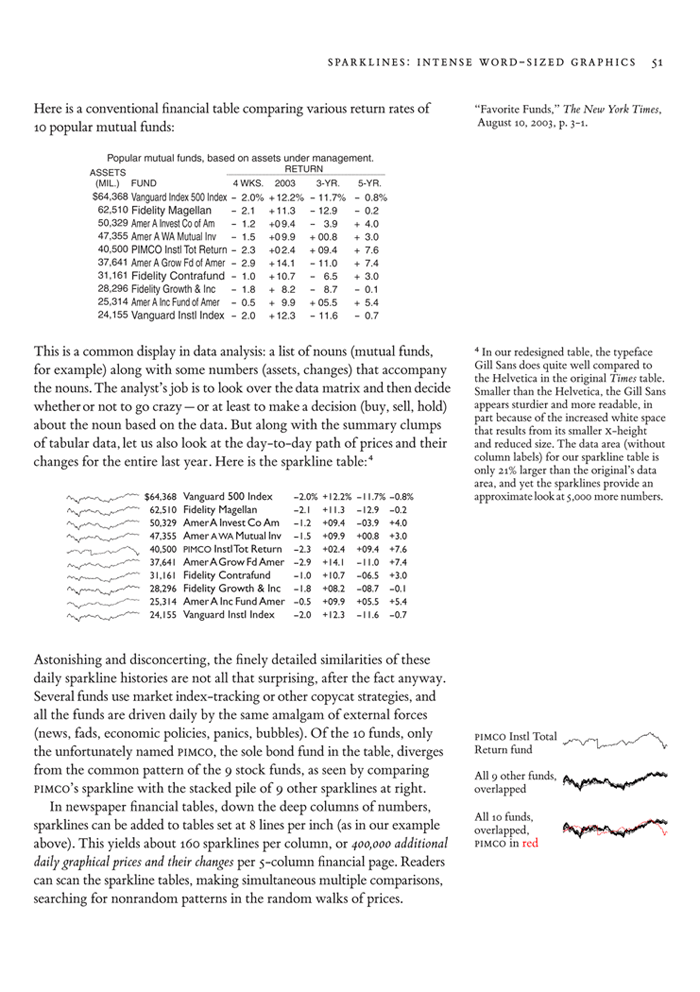 SPARKLINES: INTENSE WORD-SIZED GRAPHICS 51
Here is a conventional financial table comparing various return rates of
10 popular mutual funds:
“Favorite Funds,” The New York Times,
August 10, 2003, p. 3-1.
Popular mutual funds, based on assets under management.
ASSETS RETURN
(MIL.) FUND 4 WKS. 2003 3-YR. 5-YR.
$64,368 Vanguard Index 500 Index – 2.0% +12.2% – 11.7% – 0.8%
62,510 Fidelity Magellan – 2.1 +11.3 – 12.9 – 0.2
50,329 Amer A Invest Co of Am – 1.2 +09.4 – 3.9 + 4.0
47,355 Amer A WA Mutual Inv – 1.5 +09.9 + 00.8 + 3.0
40,500 PIMCO Instl Tot Return – 2.3 +02.4 + 09.4 + 7.6
37,641 Amer A Grow Fd of Amer – 2.9 +14.1 – 11.0 + 7.4
31,161 Fidelity Contrafund – 1.0 +10.7 – 6.5 + 3.0
28,296 Fidelity Growth & Inc – 1.8 + 8.2 – 8.7 – 0.1
25,314 Amer A Inc Fund of Amer – 0.5 + 9.9 + 05.5 + 5.4
24,155 Vanguard Instl Index – 2.0 +12.3 – 11.6 – 0.7
This is a common display in data analysis: a list of nouns (mutual funds,
for example) along with some numbers (assets, changes) that accompany
the nouns. The analyst’s job is to look over the data matrix and then decide
whether or not to go crazy — or at least to make a decision (buy, sell, hold)
about the noun based on the data. But along with the summary clumps
of tabular data, let us also look at the day-to-day path of prices and their
changes for the entire last year. Here is the sparkline table:⁴
⁴ In our redesigned table, the typeface
Gill Sans does quite well compared to
the Helvetica in the original Times table.
Smaller than the Helvetica, the Gill Sans
appears sturdier and more readable, in
part because of the increased white space
that results from its smaller x-height
and reduced size. The data area (without
column labels) for our sparkline table is
only 21% larger than the original’s data
area, and yet the sparklines provide an
approximate look at 5,000 more numbers.
$64,368 Vanguard 500 Index –2.0% +12.2% –11.7% –0.8%
62,510 Fidelity Magellan –2.1 +11.3 –12.9 –0.2
50,329 Amer A Invest Co Am –1.2 +09.4 –03.9 +4.0
47,355 Amer A WA Mutual Inv –1.5 +09.9 +00.8 +3.0
40,500 PIMCO Instl Tot Return –2.3 +02.4 +09.4 +7.6
37,641 Amer A Grow Fd Amer –2.9 +14.1 –11.0 +7.4
31,161 Fidelity Contrafund –1.0 +10.7 –06.5 +3.0
28,296 Fidelity Growth & Inc –1.8 +08.2 –08.7 –0.1
25,314 Amer A Inc Fund Amer –0.5 +09.9 +05.5 +5.4
24,155 Vanguard Instl Index –2.0 +12.3 –11.6 –0.7
Astonishing and disconcerting, the finely detailed similarities of these
daily sparkline histories are not all that surprising, after the fact anyway.
Several funds use market index-tracking or other copycat strategies, and
all the funds are driven daily by the same amalgam of external forces
(news, fads, economic policies, panics, bubbles). Of the 10 funds, only
the unfortunately named PIMCO, the sole bond fund in the table, diverges
from the common pattern of the 9 stock funds, as seen by comparing
PIMCO’s sparkline with the stacked pile of 9 other sparklines at right.
In newspaper financial tables, down the deep columns of numbers,
sparklines can be added to tables set at 8 lines per inch (as in our example
above). This yields about 160 sparklines per column, or 400,000 additional
daily graphical prices and their changes per 5-column financial page. Readers
can scan the sparkline tables, making simultaneous multiple comparisons,
searching for nonrandom patterns in the random walks of prices.
PIMCO Instl Total
Return fund
All 9 other funds,
overlapped
All 10 funds,
overlapped,
PIMCO in red